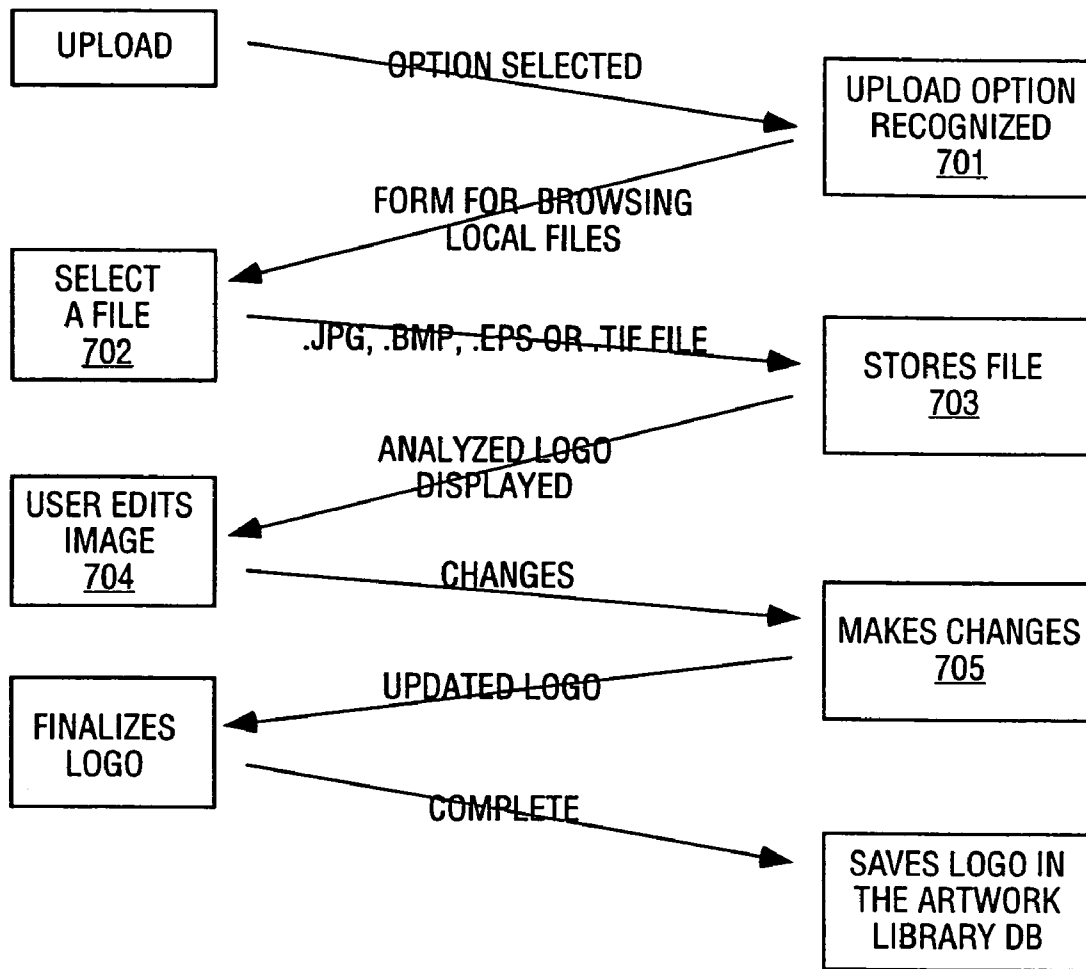 UPLOAD
OPTION SELECTED
UPLOAD OPTION
RECOGNIZED
701
FORM FOR BROWSING
LOCAL FILES
SELECT
A FILE
702
.JPG, .BMP, .EPS OR .TIF FILE
STORES FILE
703
ANALYZED LOGO
DISPLAYED
USER EDITS
IMAGE
704
CHANGES
MAKES CHANGES
705
UPDATED LOGO
FINALIZES
LOGO
COMPLETE
SAVES LOGO IN
THE ARTWORK
LIBRARY DB